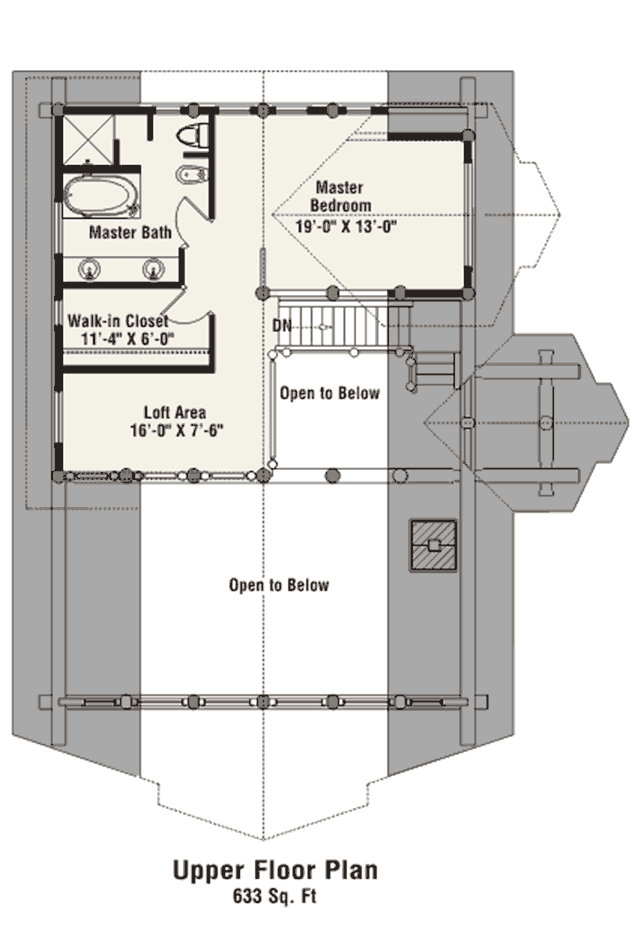 Master
Bedroom
19'-0" X 13'-0"
Master Bath
Walk-in Closet
11'-4" X 6'-0"
DN
Open to Below
Loft Area
16'-0" X 7'-6"
Open to Below
Upper Floor Plan
633 Sq. Ft